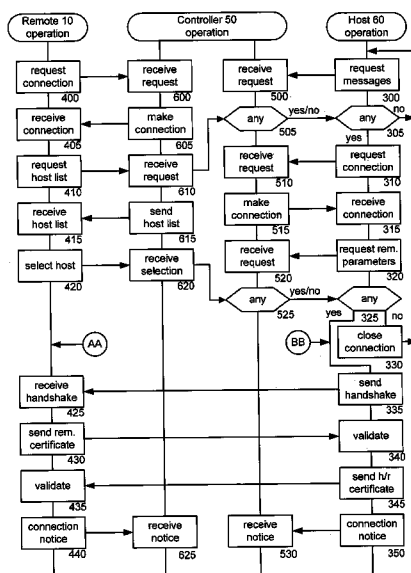 Remote 10
operation
Controller 50
operation
Host 60
operation
request
connection
400
receive
request
600
receive
request
500
request
messages
300
receive
connection
405
make
connection
605
any
505
yes/no
any
305
no
yes
request
host list
410
receive
request
610
receive
request
510
request
connection
310
receive
host list
415
send
host list
615
make
connection
515
receive
connection
315
select host
420
receive
selection
620
receive
request
520
request rem.
parameters
320
any
525
yes/no
any
325
yes
no
AA
BB
close
connection
330
receive
handshake
425
send
handshake
335
send rem.
certificate
430
validate
340
validate
435
send h/r
certificate
345
connection
notice
440
receive
notice
625
receive
notice
530
connection
notice
350